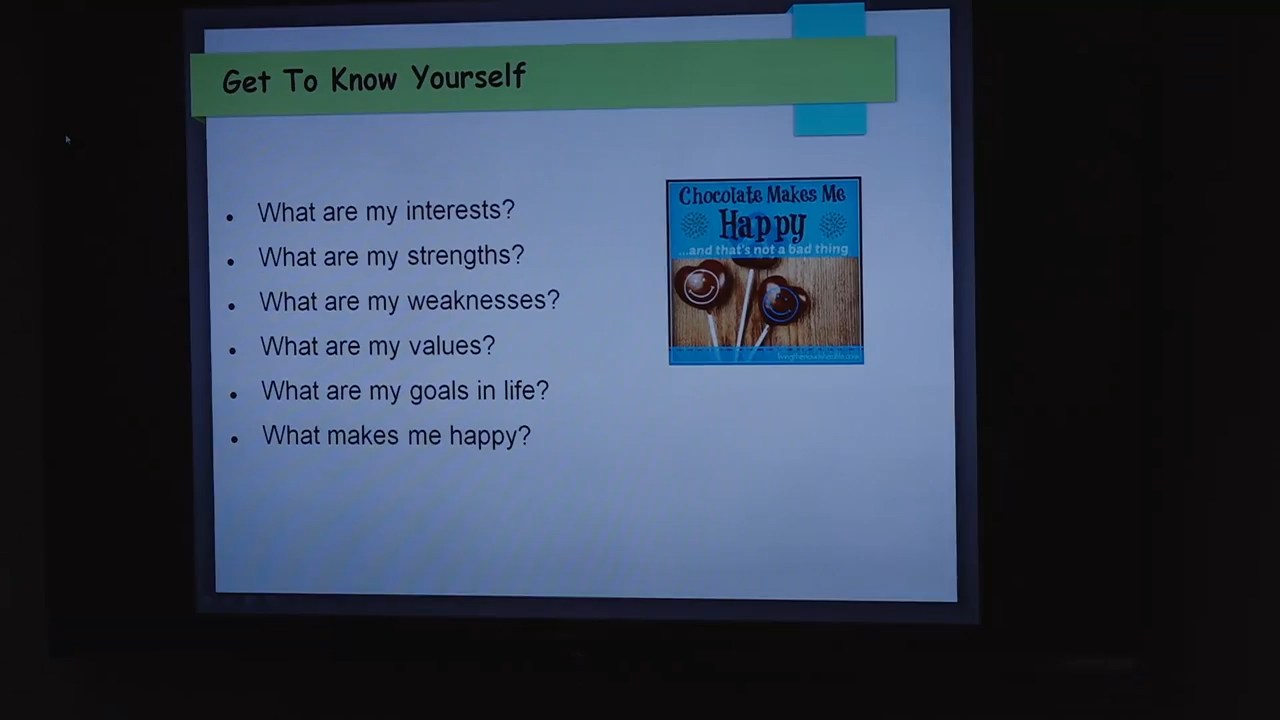 Get To Know Yourself
• What are my interests?
• What are my strengths?
• What are my weaknesses?
• What are my values?
• What are my goals in life?
• What makes me happy?
Chocolate Makes Me
Happy
...and that's not a bad thing